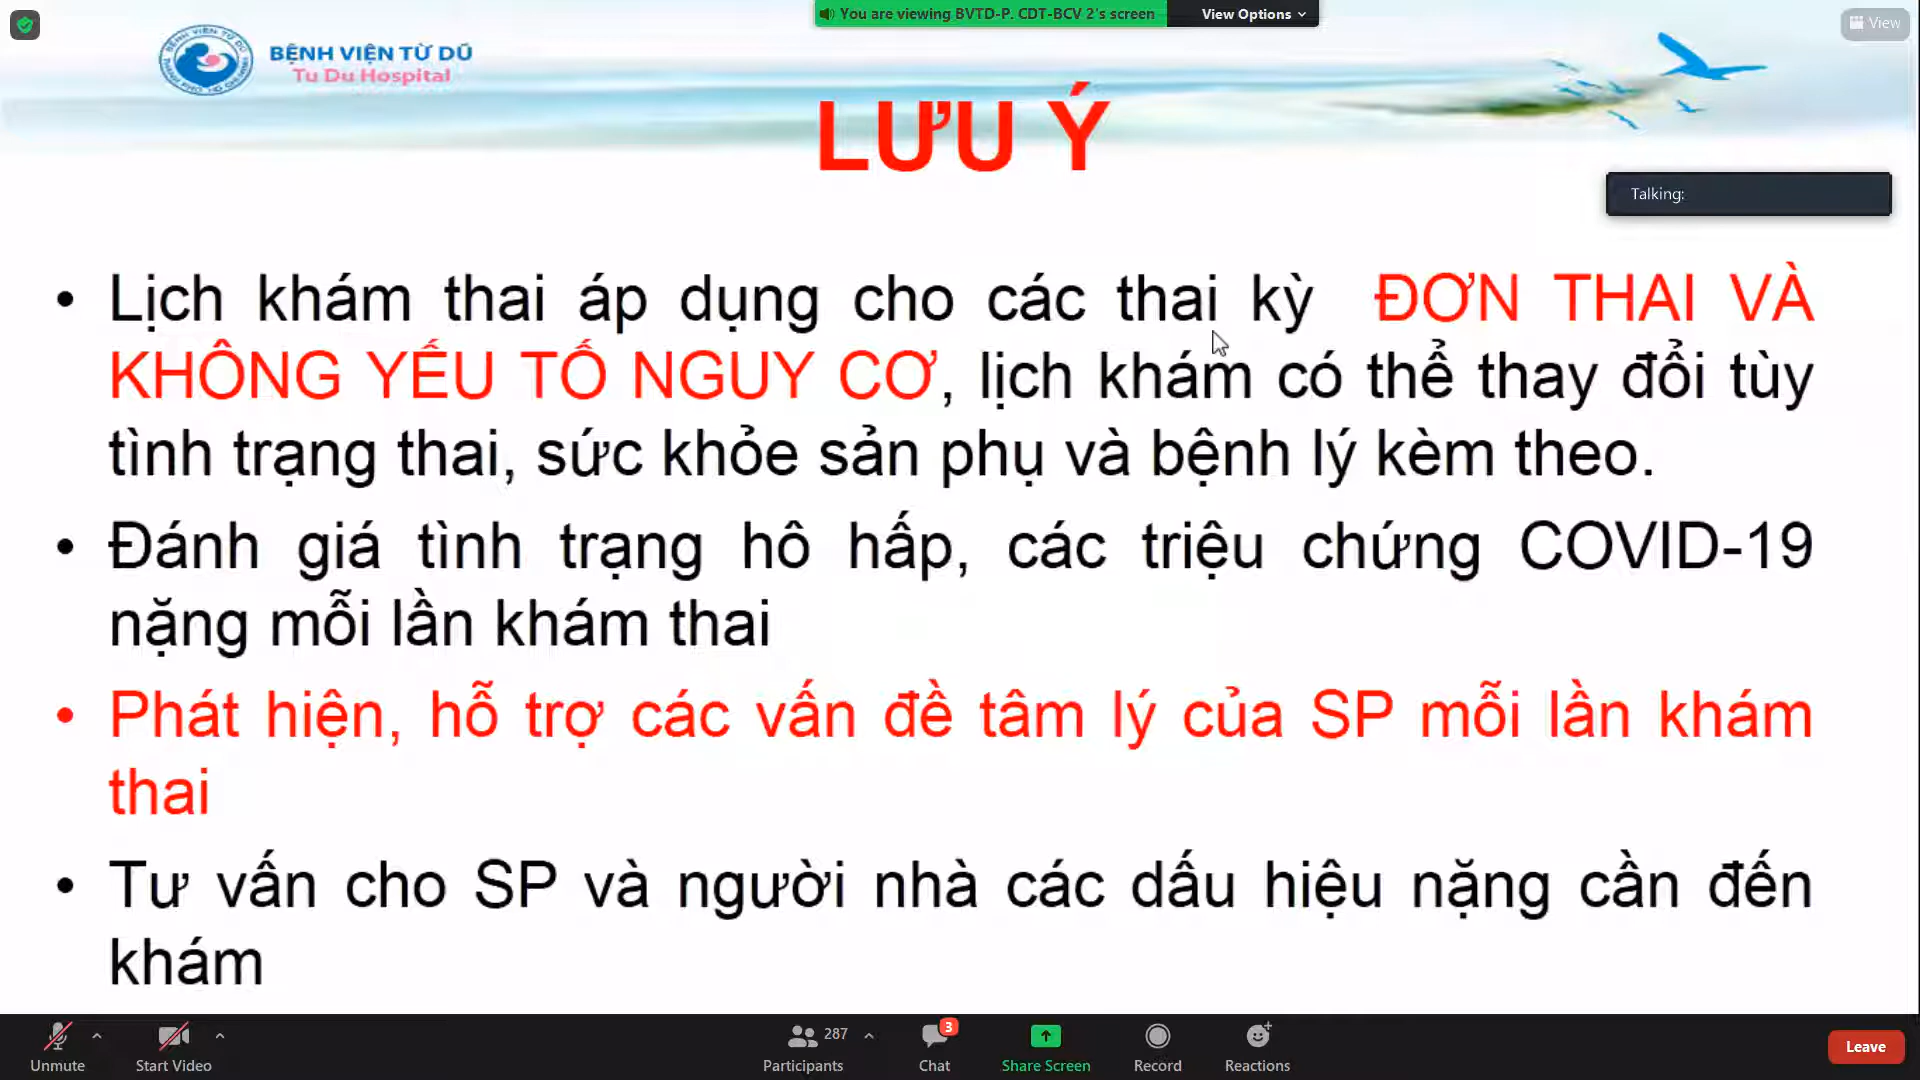 You are viewing BVTD-P. CDT-BCV 2's screen
View Options
View
BỆNH VIỆN TỪ DŨ
Tu Du Hospital
LƯU Ý
Talking:
• Lịch khám thai áp dụng cho các thai kỳ ĐƠN THAI VÀ
KHÔNG YẾU TỐ NGUY CƠ, lịch khám có thể thay đổi tùy
tình trạng thai, sức khỏe sản phụ và bệnh lý kèm theo.
• Đánh giá tình trạng hô hấp, các triệu chứng COVID-19
nặng mỗi lần khám thai
• Phát hiện, hỗ trợ các vấn đề tâm lý của SP mỗi lần khám
thai
• Tư vấn cho SP và người nhà các dấu hiệu nặng cần đến
khám
287
3
Unmute
Start Video
Participants
Chat
Share Screen
Record
Reactions
Leave